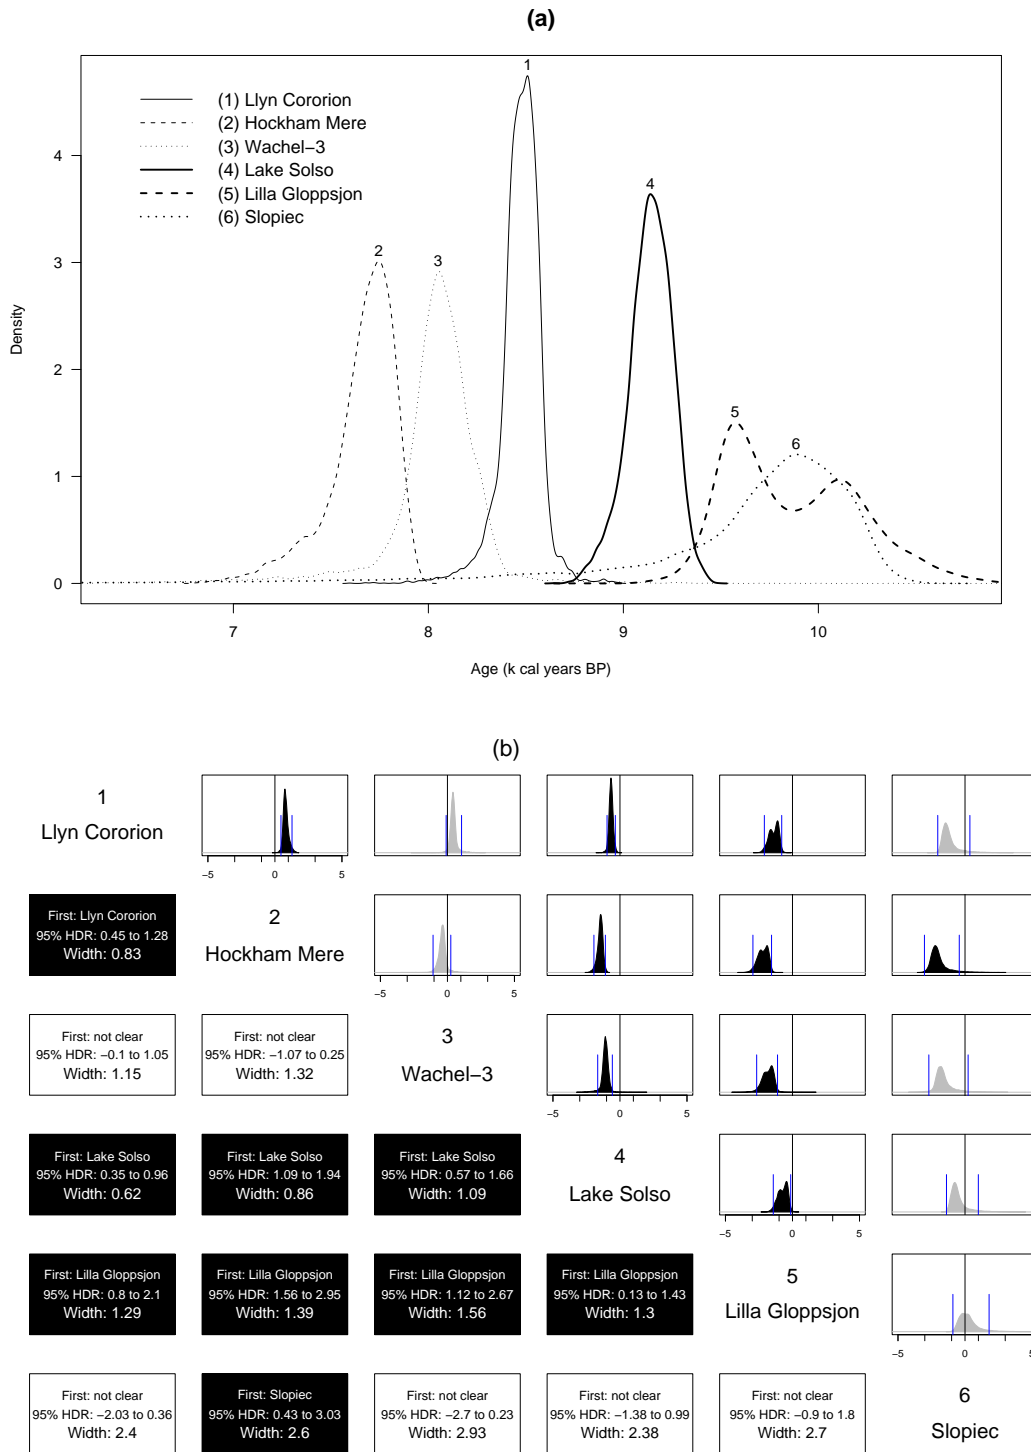 (a)
1
(1) Llyn Cororion
(2) Hockham Mere
(3) Wachel−3
(4) Lake Solso
(5) Lilla Gloppsjon
(6) Slopiec
4
2
3
5
6
Density
0
1
2
3
4
7
8
9
10
Age (k cal years BP)
(b)
1
Llyn Cororion
−5 0 5
First: Llyn Cororion
95% HDR: 0.45 to 1.28
Width: 0.83
2
Hockham Mere
−5 0 5
First: not clear
95% HDR: −0.1 to 1.05
Width: 1.15
First: not clear
95% HDR: −1.07 to 0.25
Width: 1.32
3
Wachel−3
−5 0 5
First: Lake Solso
95% HDR: 0.35 to 0.96
Width: 0.62
First: Lake Solso
95% HDR: 1.09 to 1.94
Width: 0.86
First: Lake Solso
95% HDR: 0.57 to 1.66
Width: 1.09
4
Lake Solso
−5 0 5
First: Lilla Gloppsjon
95% HDR: 0.8 to 2.1
Width: 1.29
First: Lilla Gloppsjon
95% HDR: 1.56 to 2.95
Width: 1.39
First: Lilla Gloppsjon
95% HDR: 1.12 to 2.67
Width: 1.56
First: Lilla Gloppsjon
95% HDR: 0.13 to 1.43
Width: 1.3
5
Lilla Gloppsjon
−5 0 5
First: not clear
95% HDR: −2.03 to 0.36
Width: 2.4
First: Slopiec
95% HDR: 0.43 to 3.03
Width: 2.6
First: not clear
95% HDR: −2.7 to 0.23
Width: 2.93
First: not clear
95% HDR: −1.38 to 0.99
Width: 2.38
First: not clear
95% HDR: −0.9 to 1.8
Width: 2.7
6
Slopiec